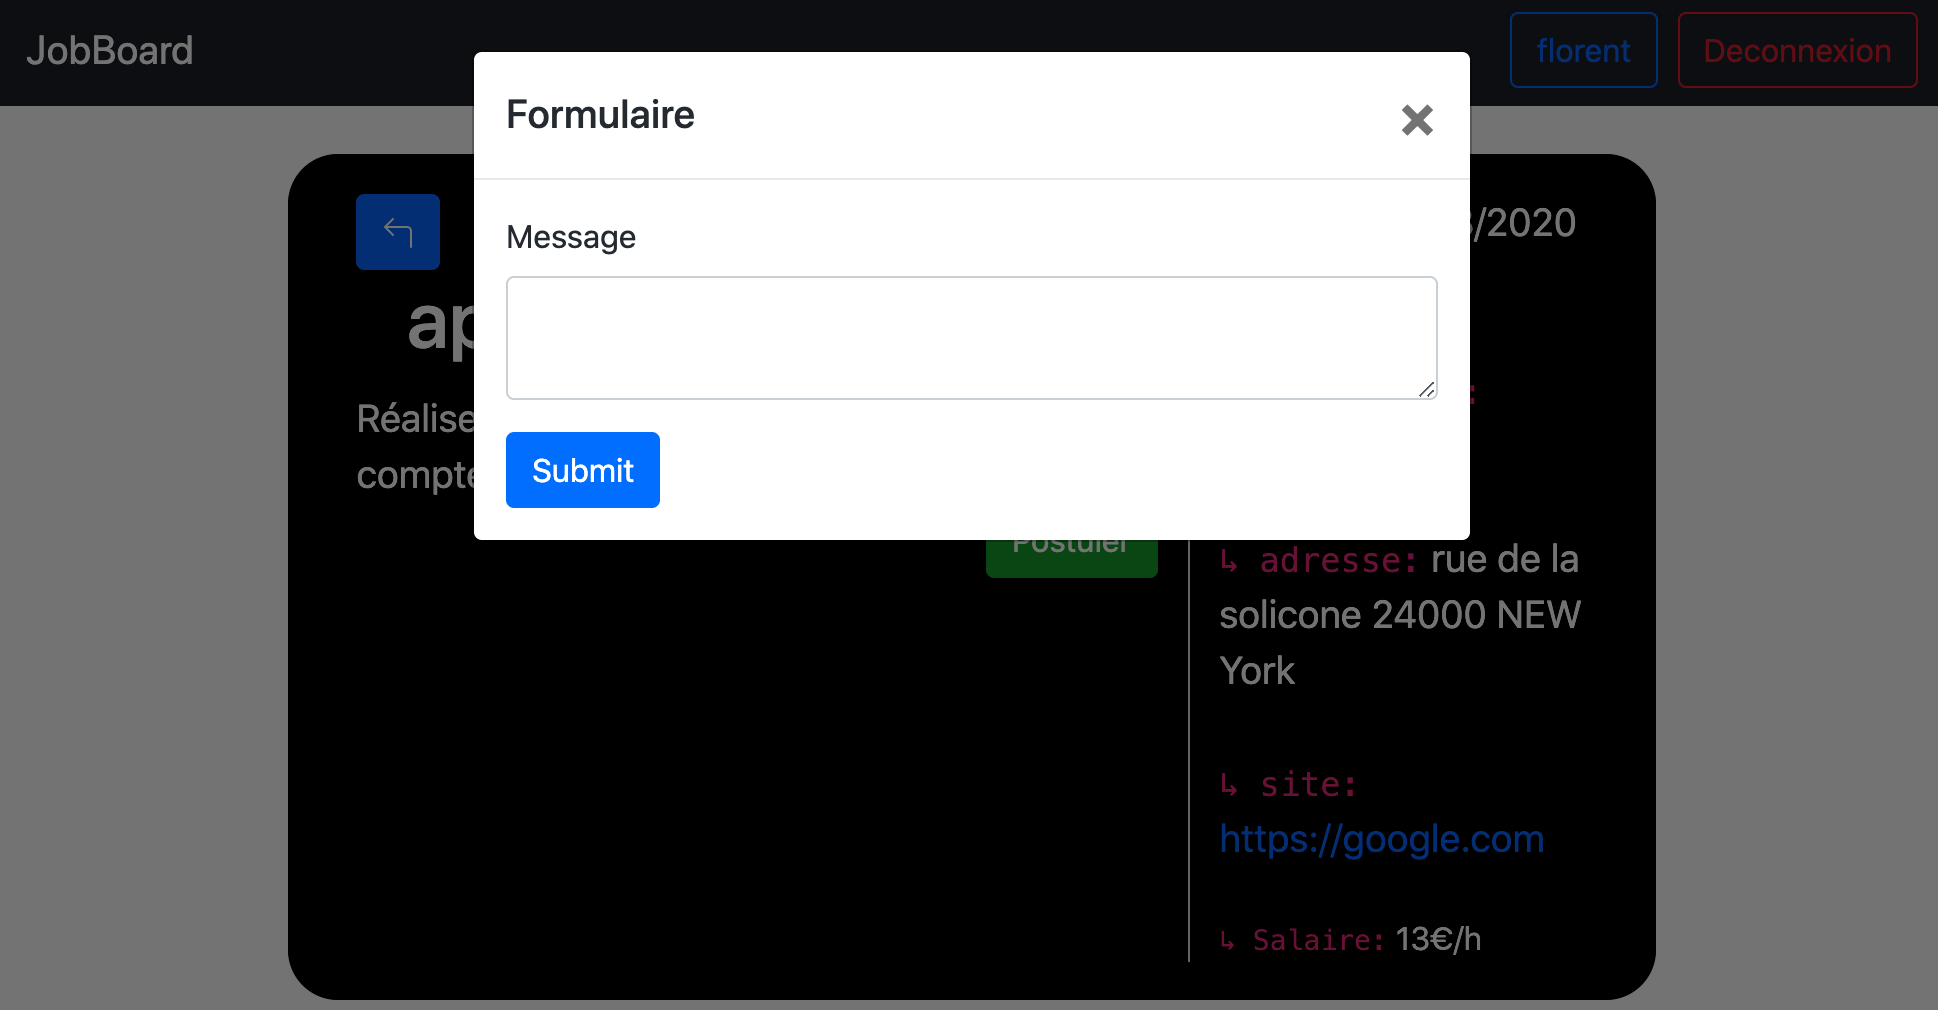 JobBoard
florent
Deconnexion
Formulaire
Message
Submit
/2020
Réalise
compte
Postuler
↳ adresse: rue de la
solicone 24000 NEW
York
↳ site:
https://google.com
↳ Salaire: 13€/h